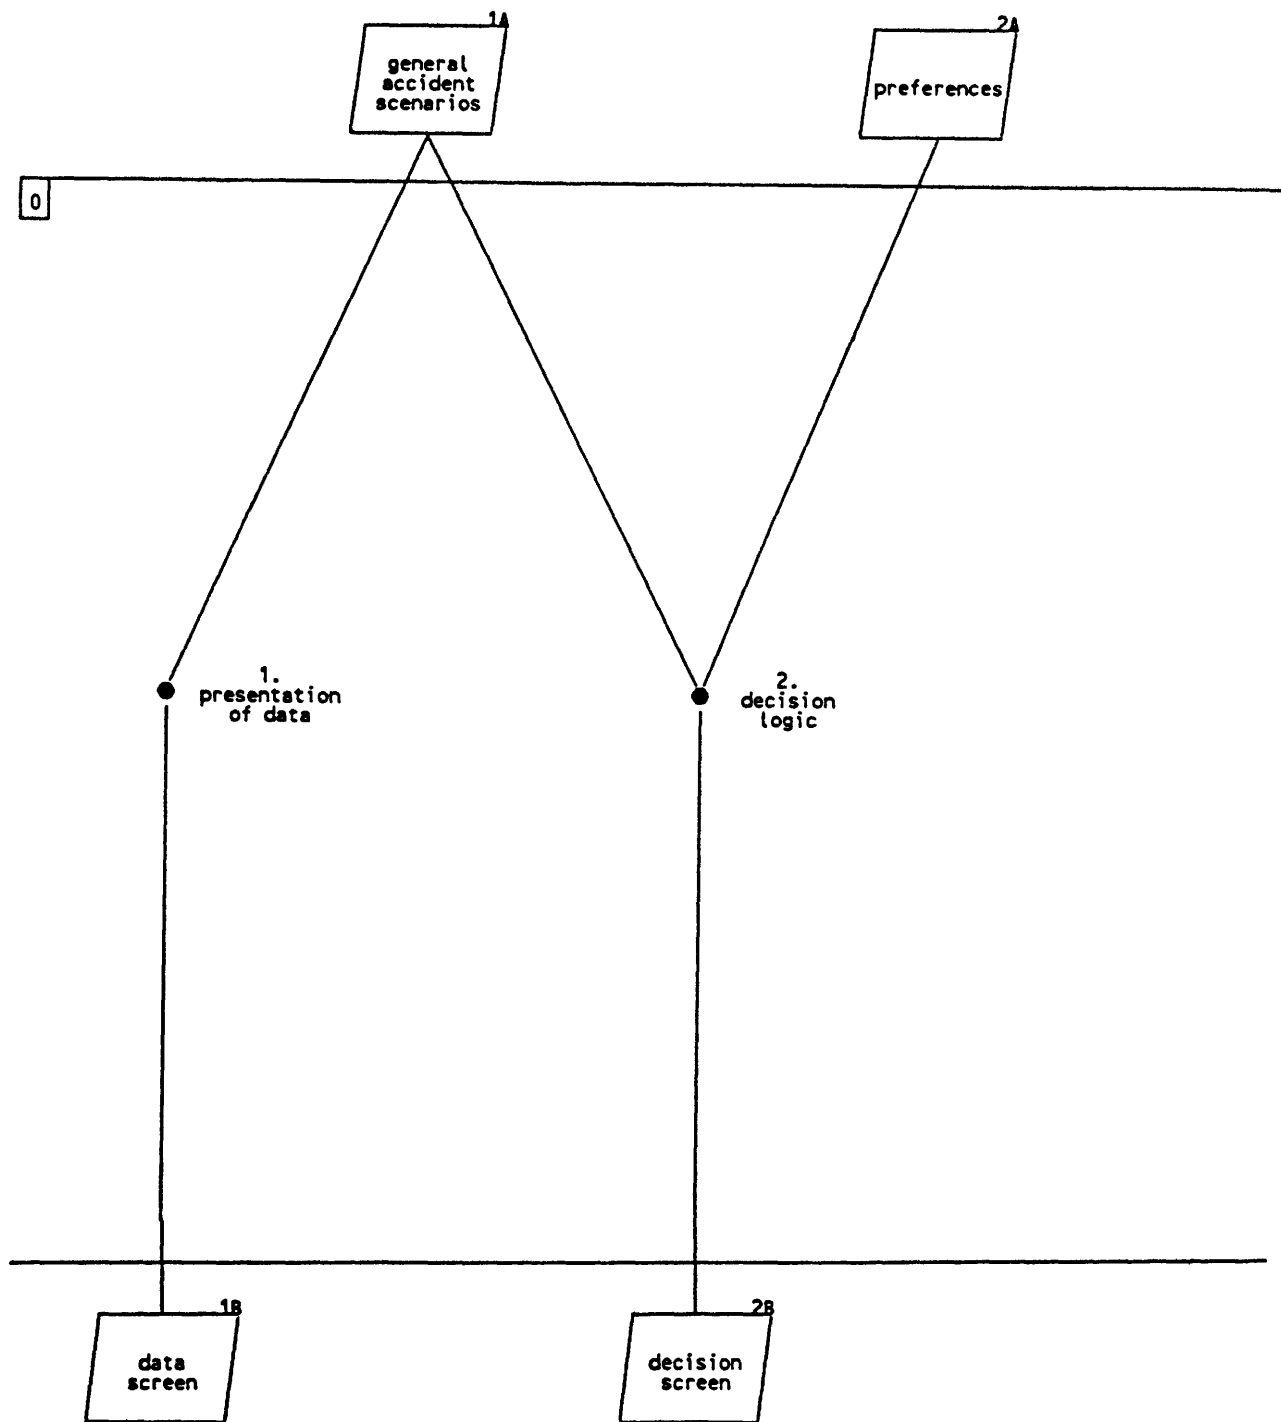 1A
general
accident
scenarios
2A
preferences
0
1.
presentation
of data
2.
decision
logic
1B
data
screen
2B
decision
screen